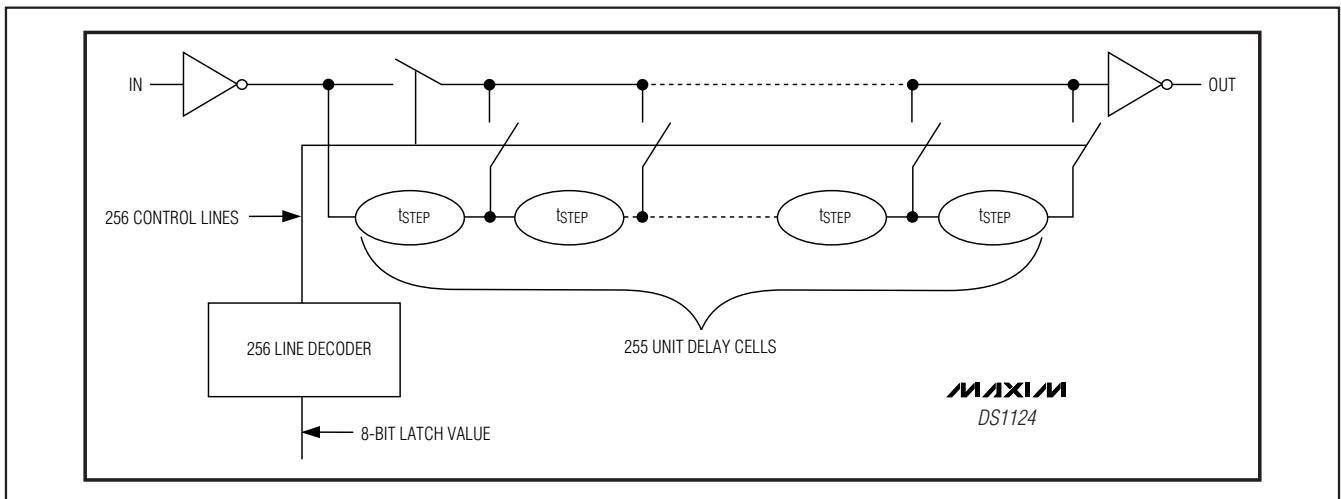 IN
OUT
256 CONTROL LINES
tSTEP
tSTEP
tSTEP
tSTEP
256 LINE DECODER
255 UNIT DELAY CELLS
MAXIM
DS1124
8-BIT LATCH VALUE